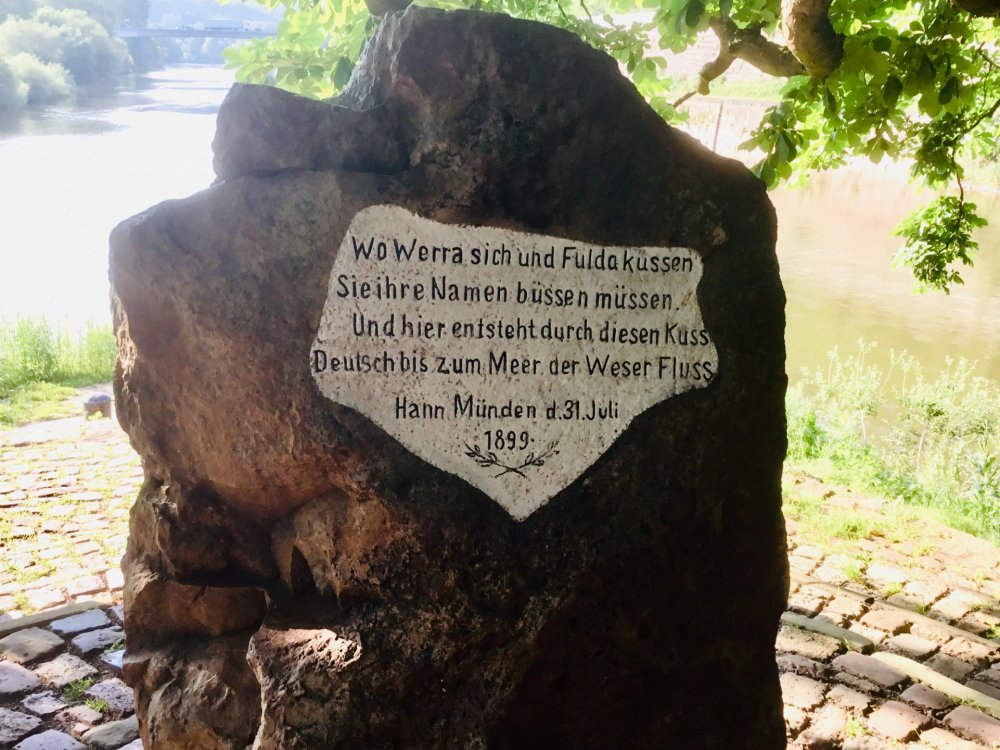 Wo Werra sich und Fulda küssen
Sie ihre Namen büssen müssen.
Und hier entsteht durch diesen Kuss
Deutsch bis zum Meer der Weser Fluss.
Hann Münden d. 31. Juli
1899.